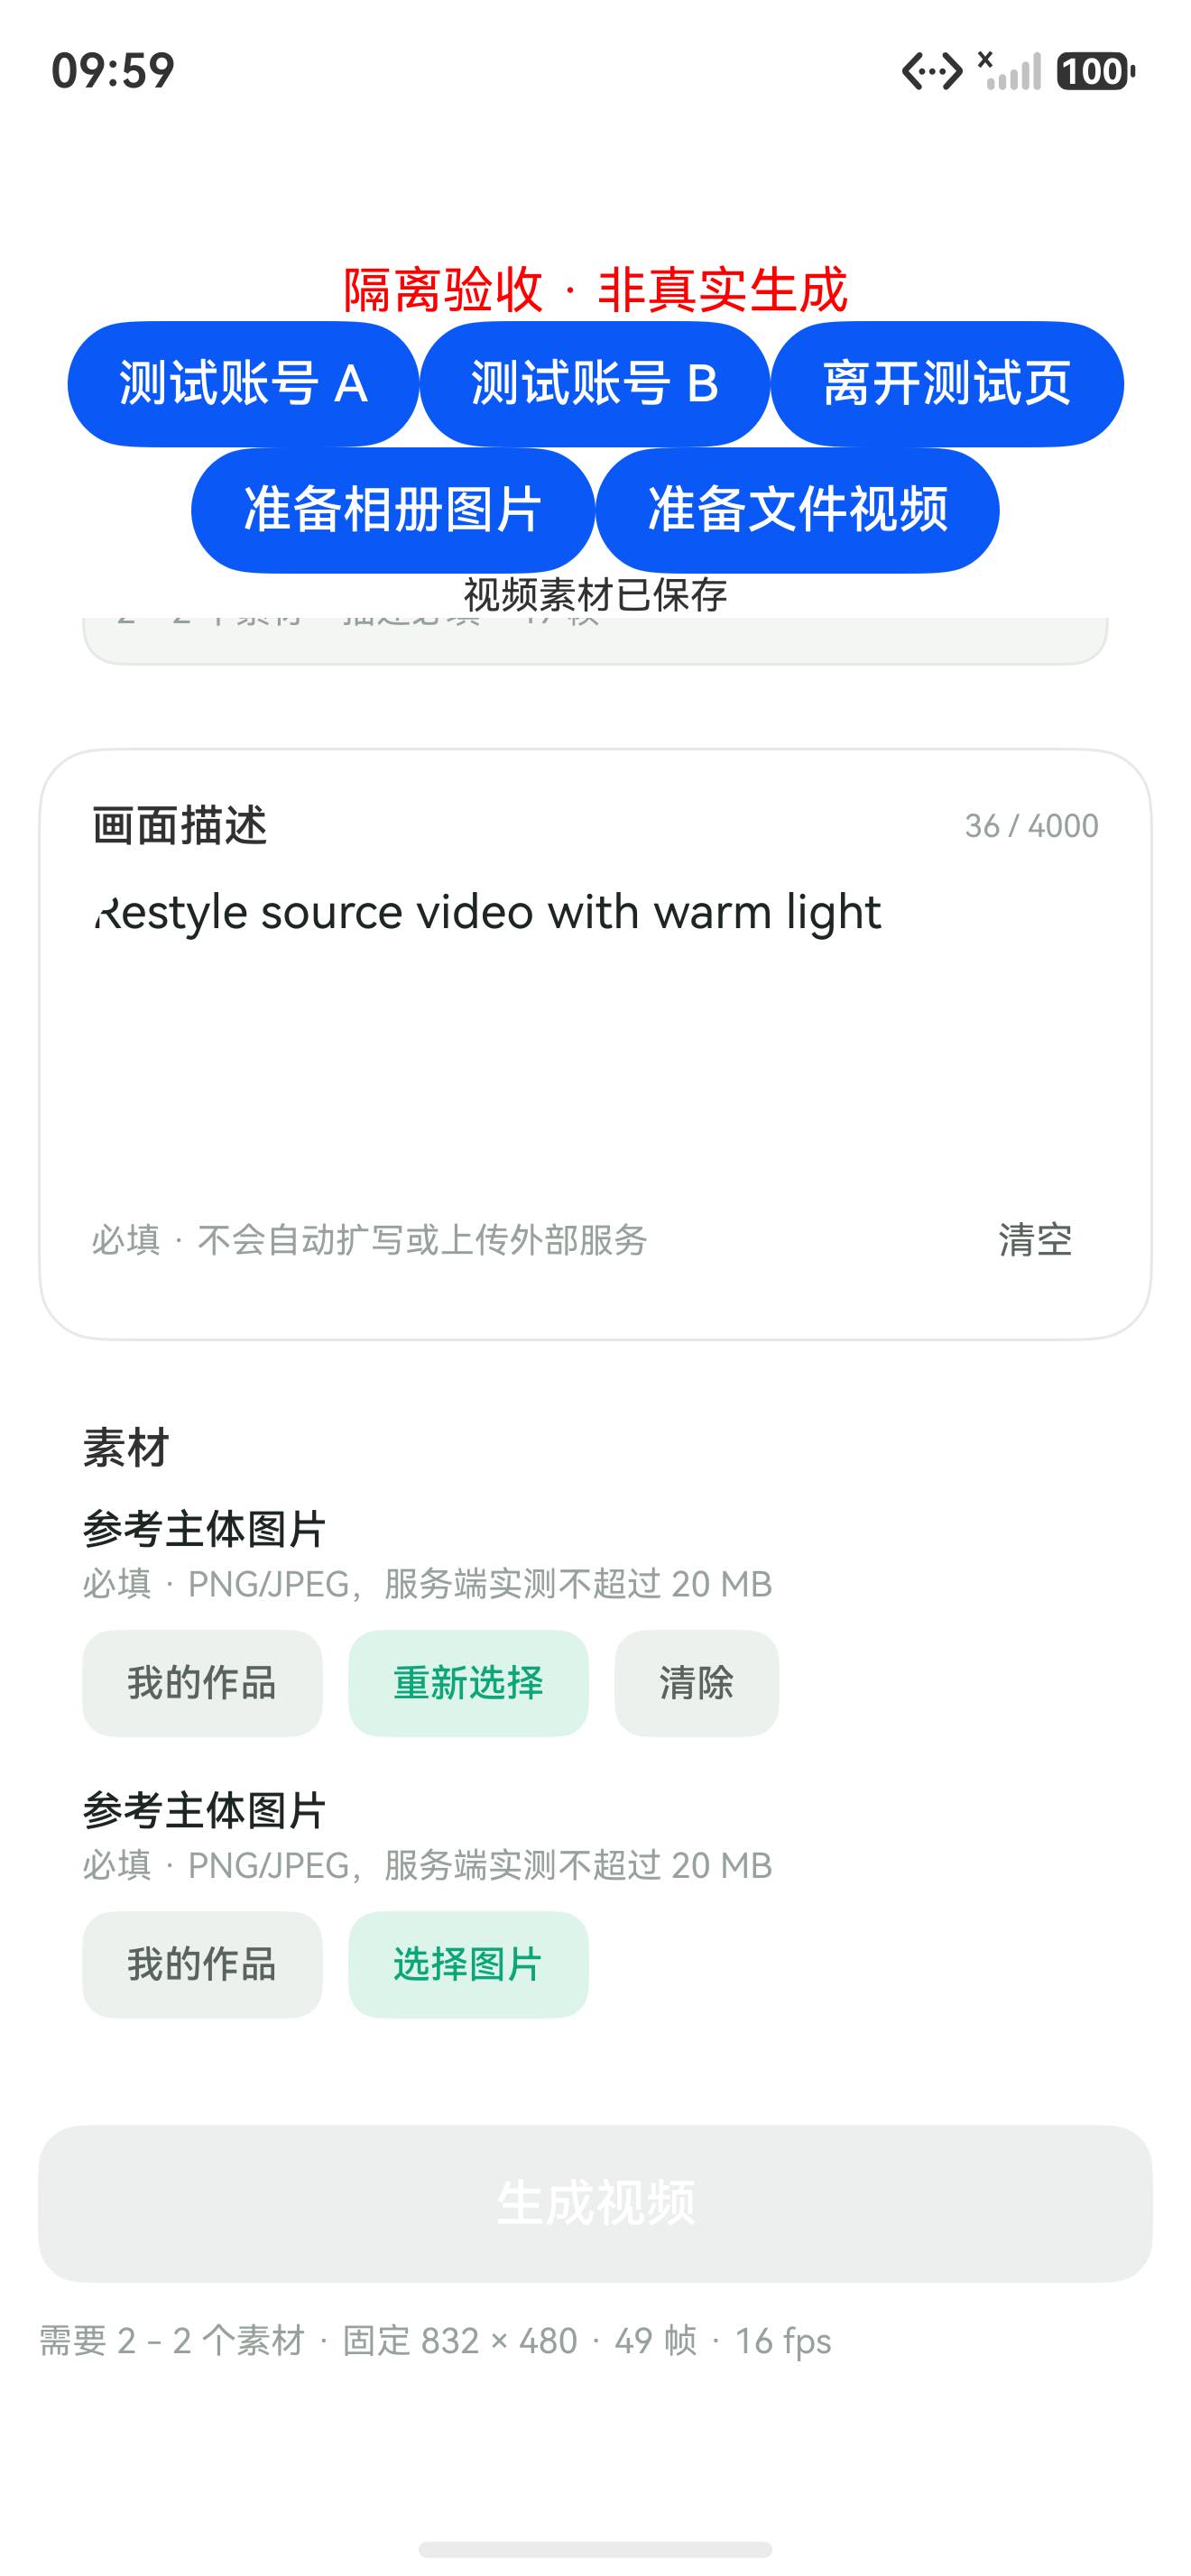 09:59
100
隔离验收 · 非真实生成
测试账号 A
测试账号 B
离开测试页
准备相册图片
准备文件视频
视频素材已保存
画面描述
36 / 4000
Restyle source video with warm light
必填 · 不会自动扩写或上传外部服务
清空
素材
参考主体图片
必填 · PNG/JPEG，服务端实测不超过 20 MB
我的作品
重新选择
清除
参考主体图片
必填 · PNG/JPEG，服务端实测不超过 20 MB
我的作品
选择图片
生成视频
需要 2 – 2 个素材 · 固定 832 × 480 · 49 帧 · 16 fps